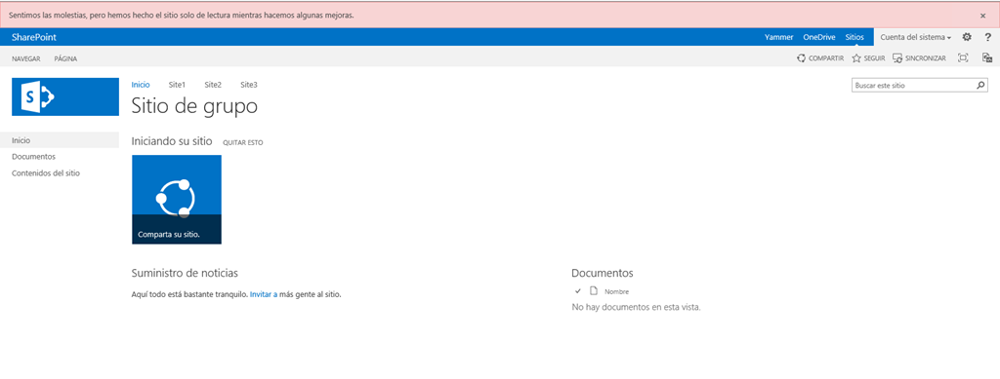 Sentimos las molestias, pero hemos hecho el sitio solo de lectura mientras hacemos algunas mejoras.
SharePoint
Yammer OneDrive Sitios Cuenta del sistema
NAVEGAR PÁGINA
COMPARTIR SEGUIR SINCRONIZAR
S
Inicio Site1 Site2 Site3
Buscar este sitio
Sitio de grupo
Inicio
Documentos
Contenidos del sitio
Iniciando su sitio QUITAR ESTO
Comparta su sitio.
Suministro de noticias
Aquí todo está bastante tranquilo. Invitar a más gente al sitio.
Documentos
Nombre
No hay documentos en esta vista.